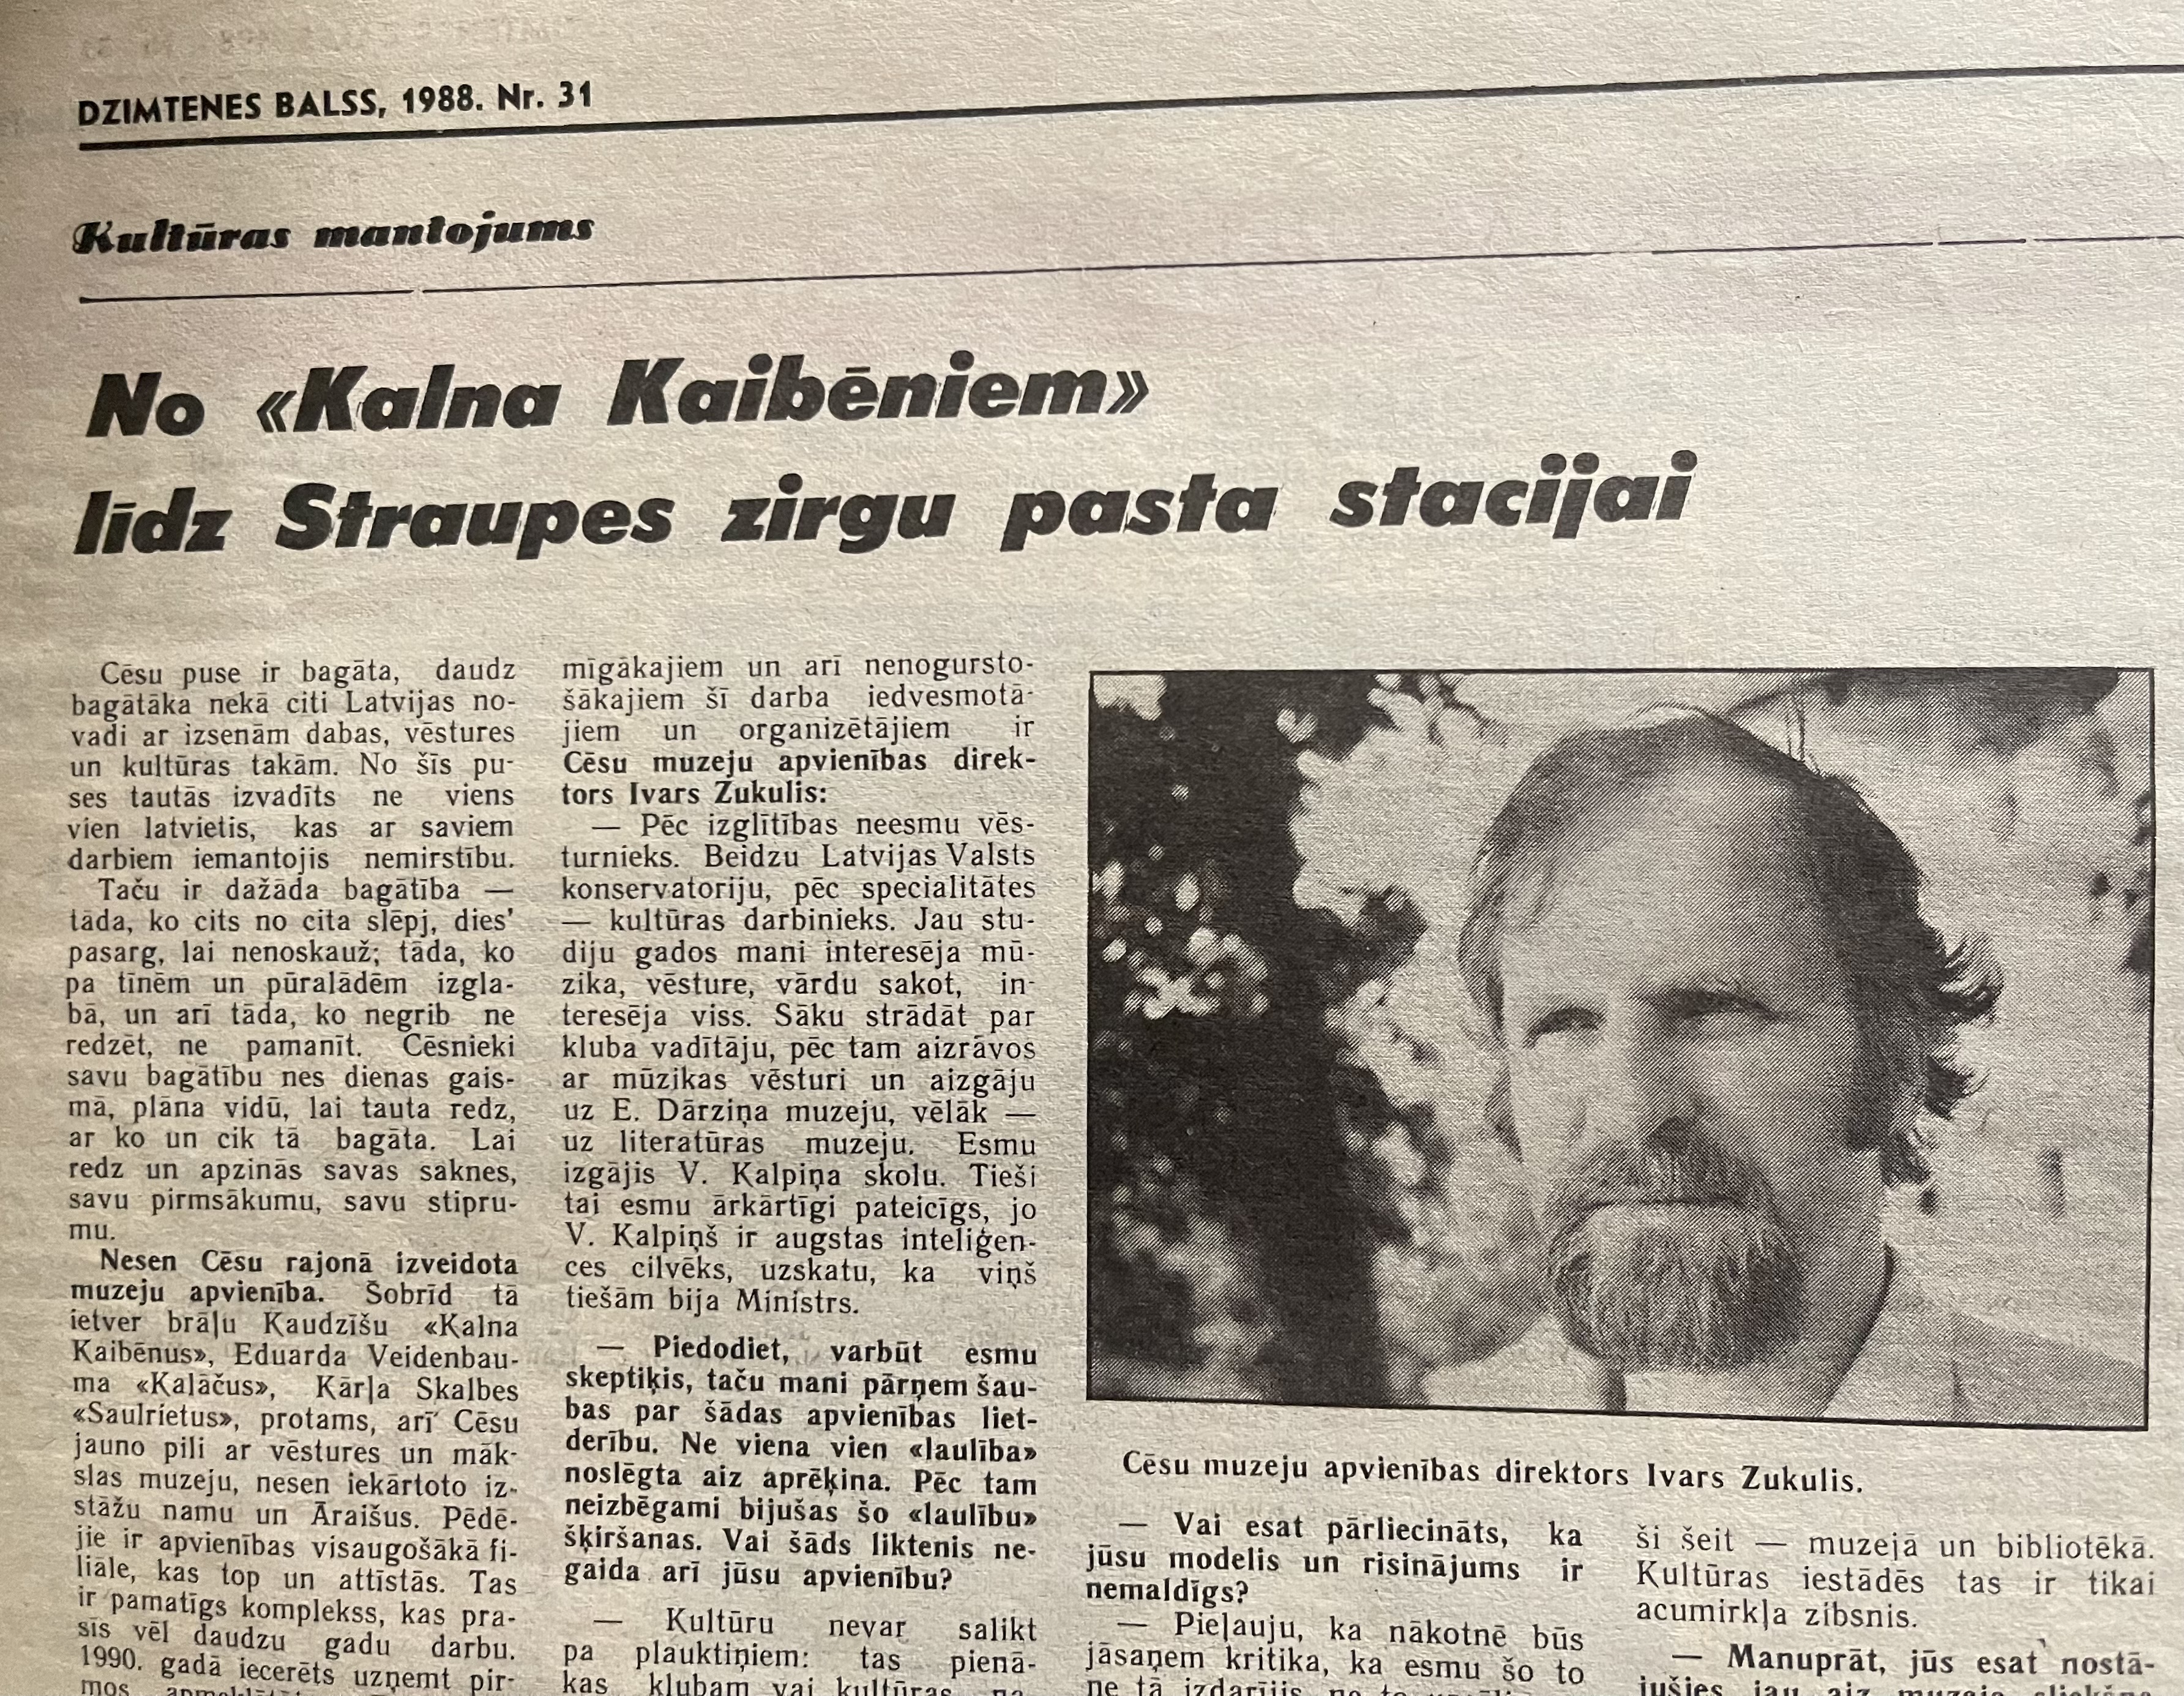 DZIMTENES BALSS, 1988. Nr. 31
Kultūras mantojums
No «Kalna Kaibēniem»
līdz Straupes zirgu pasta stacijai
Cēsu puse ir bagāta, daudz
bagātāka nekā citi Latvijas no-
vadi ar izsenām dabas, vēstures
un kultūras takām. No šīs pu-
ses tautās izvadīts ne viens
vien latvietis, kas ar saviem
darbiem iemantojis nemirstību.
Taču ir dažāda bagātība —
tāda, ko cits no cita slēpj, dies'
pasarg, lai nenoskauž; tāda, ko
pa tīnēm un pūralādēm izgla-
bā, un arī tāda, ko negrib ne
redzēt, ne pamanīt. Cēsnieki
savu bagātību nes dienas gais-
mā, plāna vidū, lai tauta redz,
ar ko un cik tā bagāta. Lai
redz un apzinās savas saknes,
savu pirmsākumu, savu stipru-
mu.
Nesen Cēsu rajonā izveidota
muzeju apvienība. Šobrīd tā
ietver brāļu Kaudzīšu «Kalna
Kaibēnus», Eduarda Veidenbau-
ma «Kalāčus», Kārļa Skalbes
«Saulrietus», protams, arī Cēsu
jauno pili ar vēstures un māk-
slas muzeju, nesen iekārtoto iz-
stāžu namu un Āraišus. Pēdē-
jie ir apvienības visaugošākā fi-
liāle, kas top un attīstās. Tas
ir pamatīgs komplekss, kas pra-
sīs vēl daudzu gadu darbu.
1990. gadā iecerēts uzņemt pir-
mos
mīgākajiem un arī nenogursto-
šākajiem šī darba iedvesmotā-
jiem un organizētājiem ir
Cēsu muzeju apvienības direk-
tors Ivars Zukulis:
— Pēc izglītības neesmu vēs-
turnieks. Beidzu Latvijas Valsts
konservatoriju, pēc specialitātes
— kultūras darbinieks. Jau stu-
diju gados mani interesēja mū-
zika, vēsture, vārdu sakot, in-
teresēja viss. Sāku strādāt par
kluba vadītāju, pēc tam aizrāvos
ar mūzikas vēsturi un aizgāju
uz E. Dārziņa muzeju, vēlāk —
uz literatūras muzeju. Esmu
izgājis V. Kalpiņa skolu. Tieši
tai esmu ārkārtīgi pateicīgs, jo
V. Kalpiņš ir augstas inteliģen-
ces cilvēks, uzskatu, ka viņš
tiešām bija Ministrs.
— Piedodiet, varbūt esmu
skeptiķis, taču mani pārņem šau-
bas par šādas apvienības liet-
derību. Ne viena vien «laulība»
noslēgta aiz aprēķina. Pēc tam
neizbēgami bijušas šo «laulību»
šķiršanas. Vai šāds liktenis ne-
gaida arī jūsu apvienību?
— Kultūru nevar salikt
pa plauktiņiem: tas pienā-
kas klubam vai kultūras
Cēsu muzeju apvienības direktors Ivars Zukulis.
— Vai esat pārliecināts, ka
jūsu modelis un risinājums ir
nemaldīgs?
— Pieļauju, ka nākotnē būs
jāsaņem kritika, ka esmu šo to
ne tā izdarījis
ši šeit — muzejā un bibliotēkā.
Kultūras iestādēs tas ir tikai
acumirkļa zibsnis.
— Manuprāt, jūs esat nostā-
jušies jau aiz muzeja